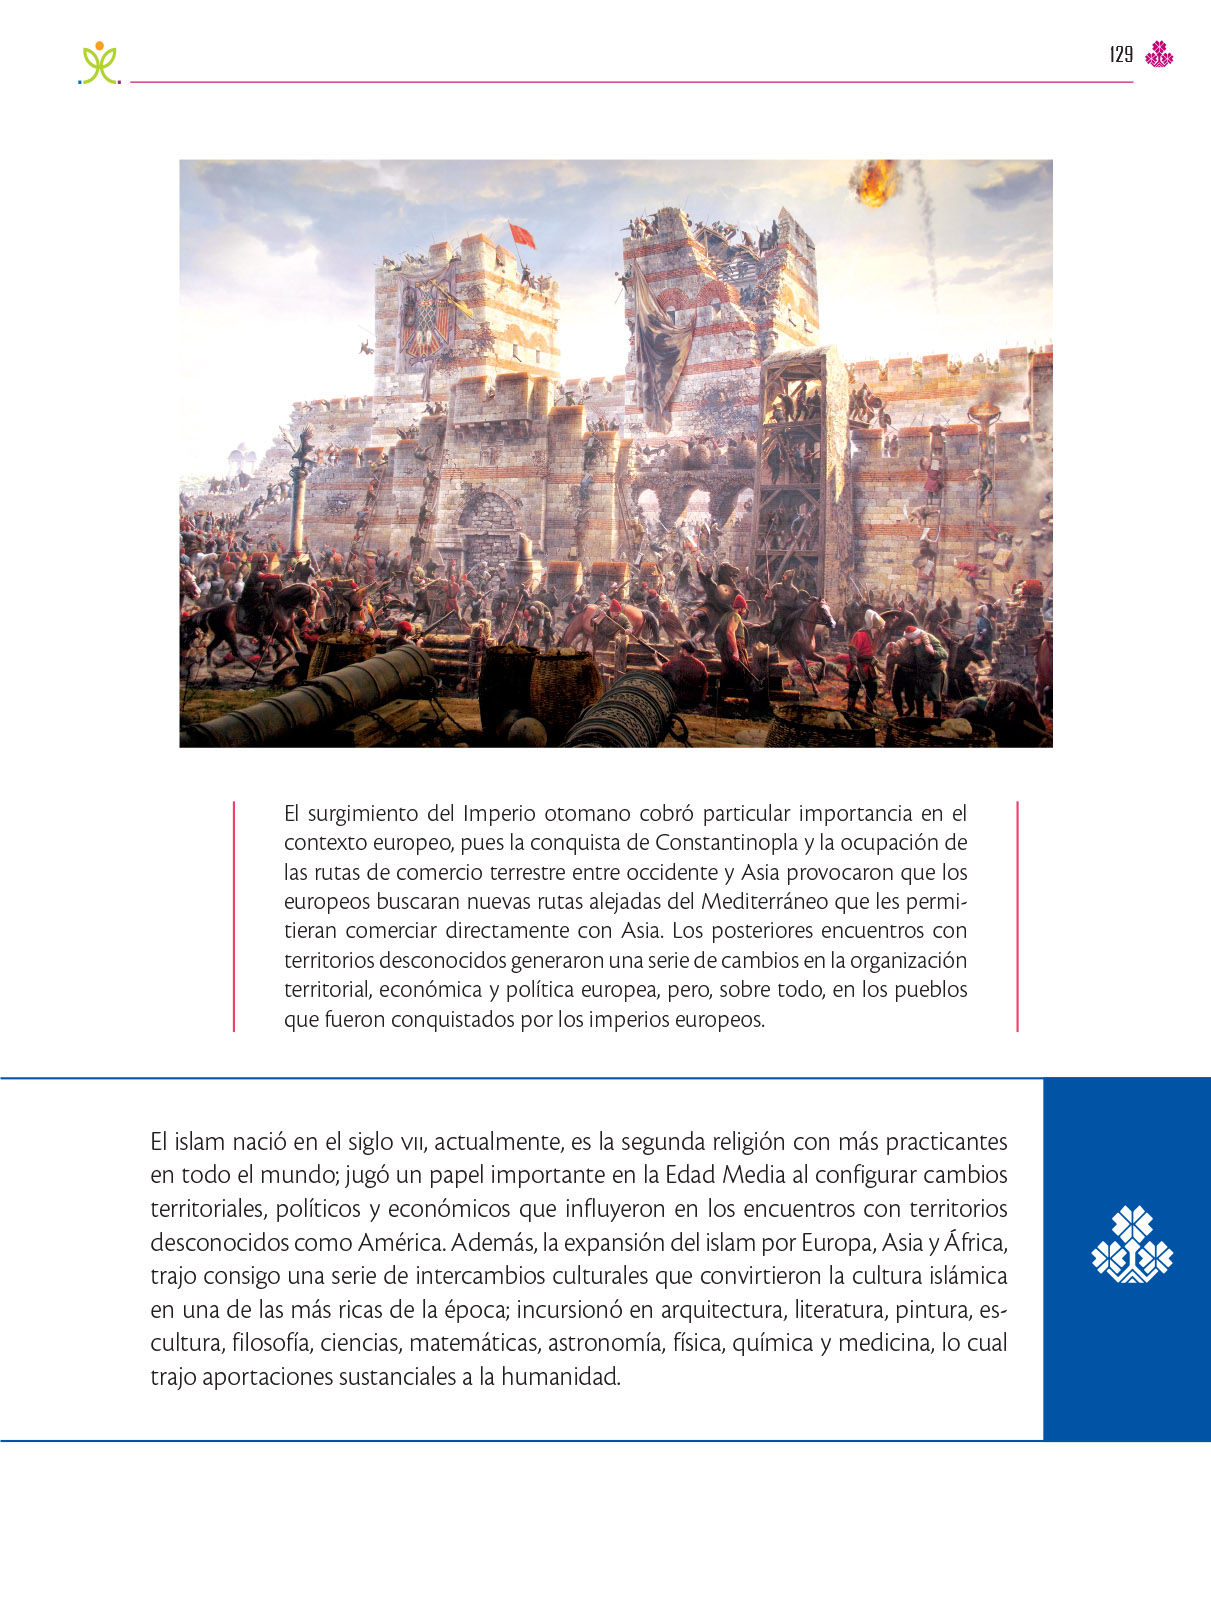 129
El surgimiento del Imperio otomano cobró particular importancia en el
contexto europeo, pues la conquista de Constantinopla y la ocupación de
las rutas de comercio terrestre entre occidente y Asia provocaron que los
europeos buscaran nuevas rutas alejadas del Mediterráneo que les permi-
tieran comerciar directamente con Asia. Los posteriores encuentros con
territorios desconocidos generaron una serie de cambios en la organización
territorial, económica y política europea, pero, sobre todo, en los pueblos
que fueron conquistados por los imperios europeos.
El islam nació en el siglo VII, actualmente, es la segunda religión con más practicantes
en todo el mundo; jugó un papel importante en la Edad Media al configurar cambios
territoriales, políticos y económicos que influyeron en los encuentros con territorios
desconocidos como América. Además, la expansión del islam por Europa, Asia y África,
trajo consigo una serie de intercambios culturales que convirtieron la cultura islámica
en una de las más ricas de la época; incursionó en arquitectura, literatura, pintura, es-
cultura, filosofía, ciencias, matemáticas, astronomía, física, química y medicina, lo cual
trajo aportaciones sustanciales a la humanidad.